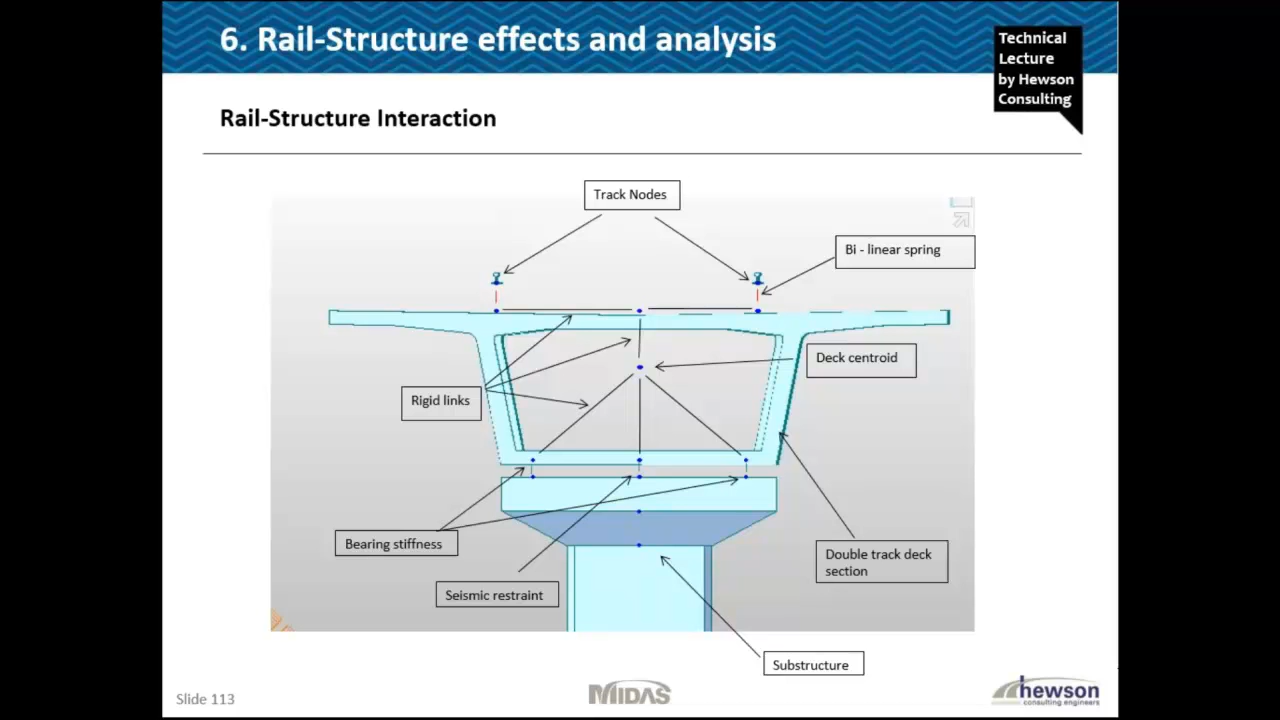 6. Rail-Structure effects and analysis
Technical
Lecture
by Hewson
Consulting
Rail-Structure Interaction
Track Nodes
Bi - linear spring
Deck centroid
Rigid links
Bearing stiffness
Double track deck
section
Seismic restraint
Substructure
Slide 113
MIDAS
hewson
consulting engineers